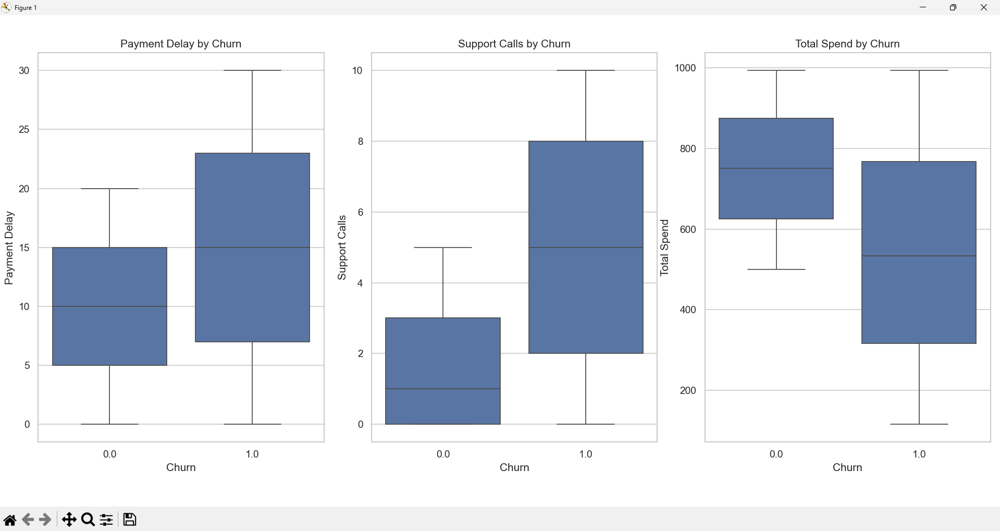 Figure 1
Payment Delay by Churn
Payment Delay
30
25
20
15
10
5
0
0.0 1.0
Churn
Support Calls by Churn
Support Calls
10
8
6
4
2
0
0.0 1.0
Churn
Total Spend by Churn
Total Spend
1000
800
600
400
200
0.0 1.0
Churn